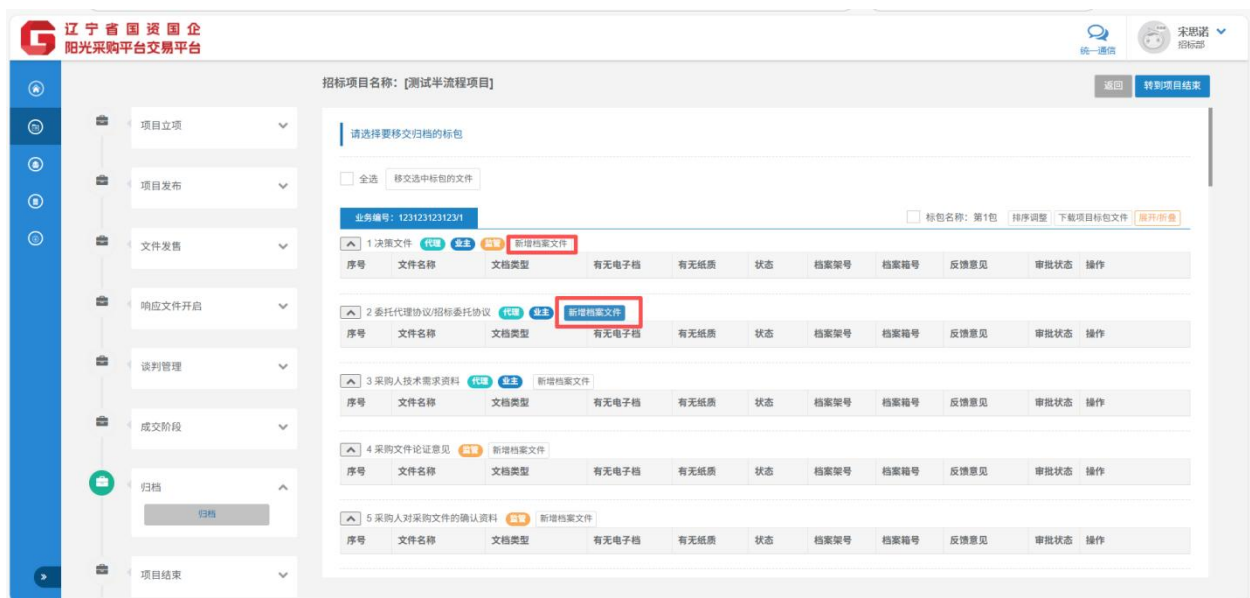 辽宁省国资国企
阳光采购平台交易平台
统一通信
宋思诺
招标部
招标项目名称：[测试半流程项目]
返回 转到项目结束
项目立项
项目发布
文件发售
响应文件开启
谈判管理
成交阶段
归档
归档
项目结束
请选择要移交归档的标包
全选 移交选中标包的文件
业务编号：123123123123/1 标包名称：第1包 排序调整 下载项目标包文件 展开/折叠
1 决策文件 代理 业主 监管 新增档案文件
序号 文件名称 文档类型 有无电子档 有无纸质 状态 档案架号 档案箱号 反馈意见 审批状态 操作
2 委托代理协议/招标委托协议 代理 业主 新增档案文件
序号 文件名称 文档类型 有无电子档 有无纸质 状态 档案架号 档案箱号 反馈意见 审批状态 操作
3 采购人技术需求资料 代理 业主 新增档案文件
序号 文件名称 文档类型 有无电子档 有无纸质 状态 档案架号 档案箱号 反馈意见 审批状态 操作
4 采购文件论证意见 监管 新增档案文件
序号 文件名称 文档类型 有无电子档 有无纸质 状态 档案架号 档案箱号 反馈意见 审批状态 操作
5 采购人对采购文件的确认资料 监管 新增档案文件
序号 文件名称 文档类型 有无电子档 有无纸质 状态 档案架号 档案箱号 反馈意见 审批状态 操作